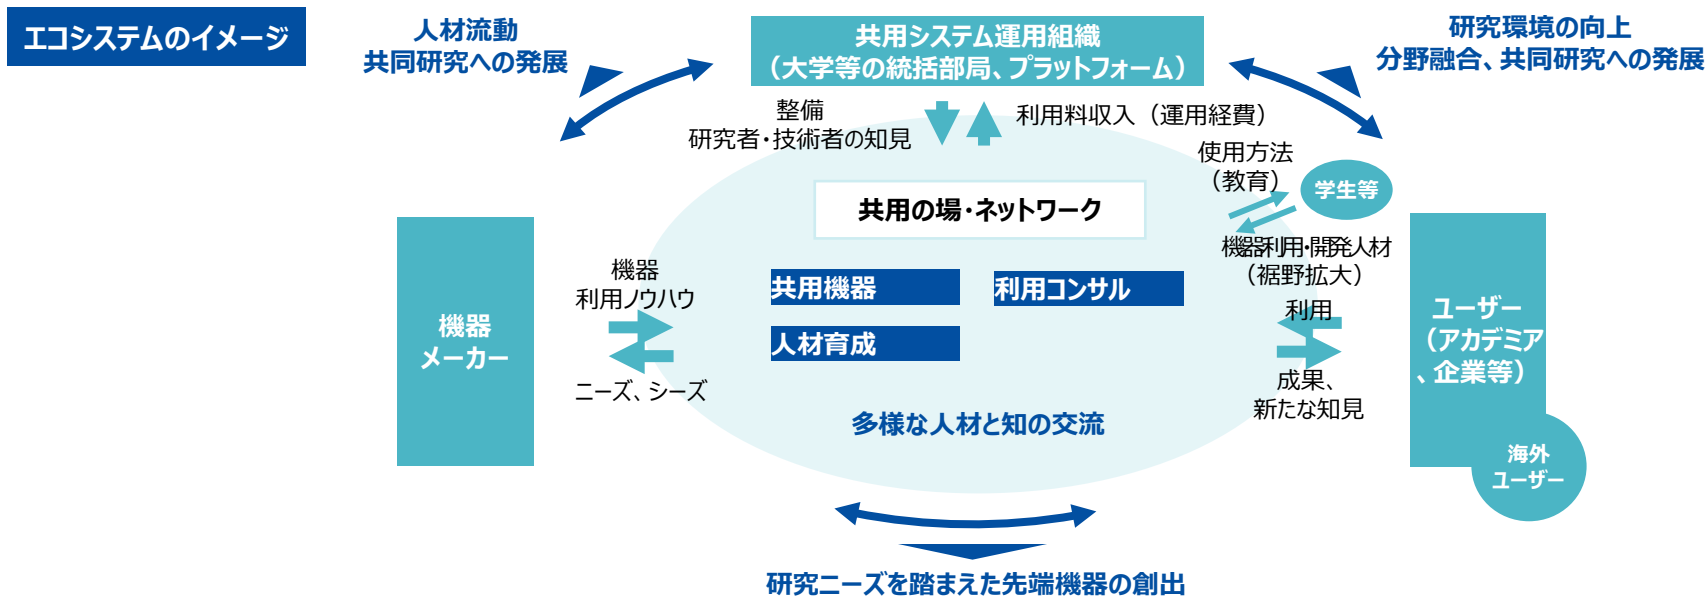 エコシステムのイメージ
人材流動
共同研究への発展
共用システム運用組織
（大学等の統括部局、プラットフォーム）
研究環境の向上
分野融合、共同研究への発展
整備
研究者・技術者の知見
利用料収入（運用経費）
使用方法
（教育）
学生等
共用の場・ネットワーク
機器利用・開発人材
（裾野拡大）
機器
利用ノウハウ
共用機器
利用コンサル
利用
機器
メーカー
人材育成
ユーザー
（アカデミア
、企業等）
ニーズ、シーズ
成果、
新たな知見
多様な人材と知の交流
海外
ユーザー
研究ニーズを踏まえた先端機器の創出